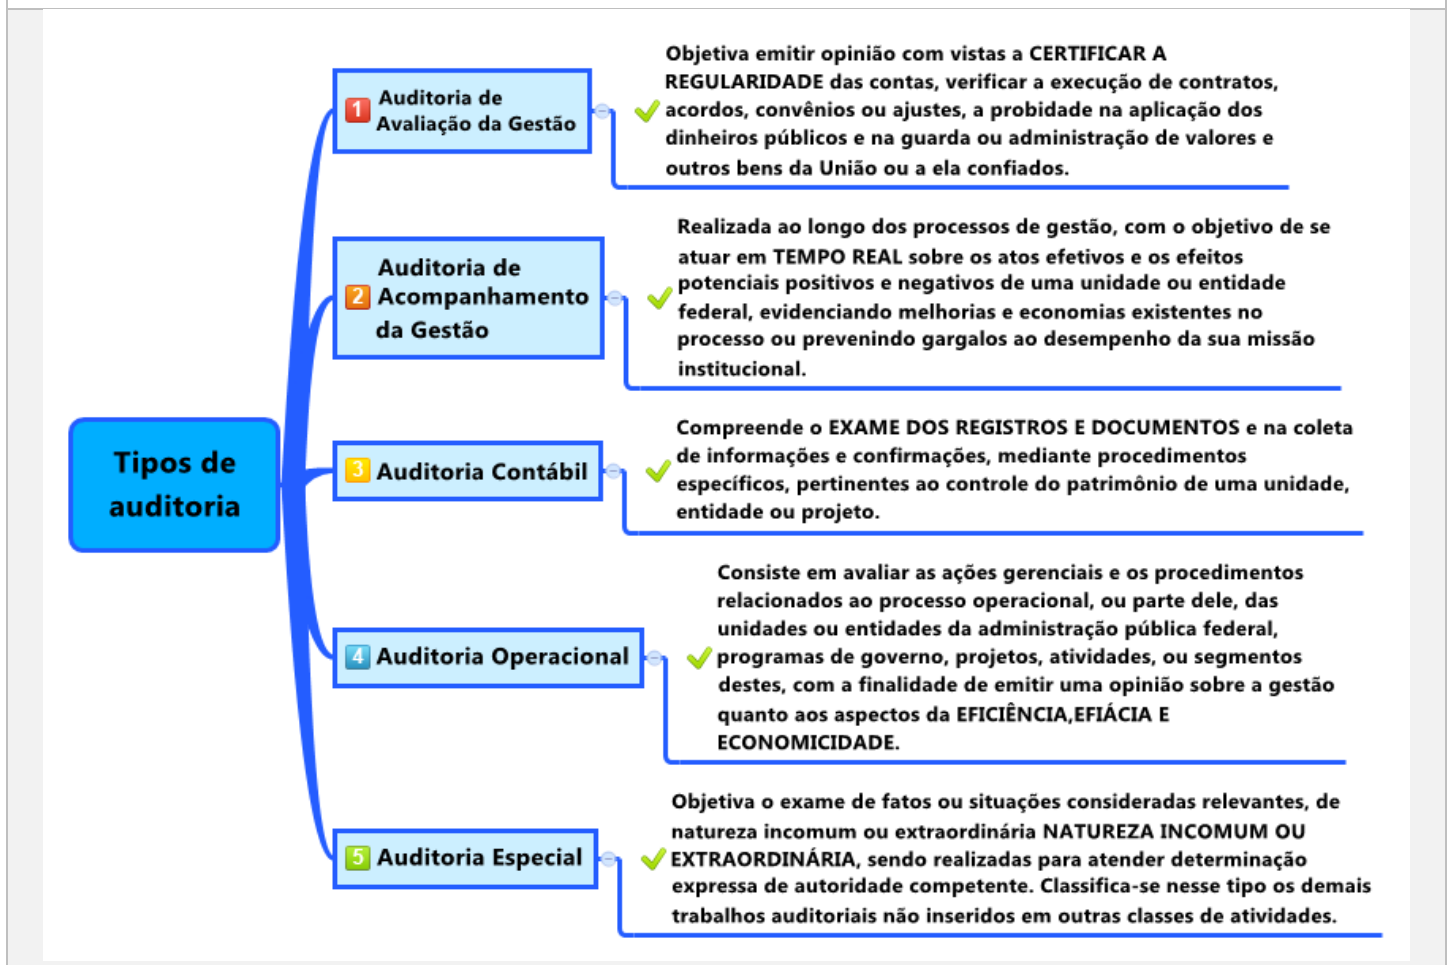 Tipos de
auditoria
1
Auditoria de
Avaliação da Gestão
Objetiva emitir opinião com vistas a CERTIFICAR A
REGULARIDADE das contas, verificar a execução de contratos,
acordos, convênios ou ajustes, a probidade na aplicação dos
dinheiros públicos e na guarda ou administração de valores e
outros bens da União ou a ela confiados.
2
Auditoria de
Acompanhamento
da Gestão
Realizada ao longo dos processos de gestão, com o objetivo de se
atuar em TEMPO REAL sobre os atos efetivos e os efeitos
potenciais positivos e negativos de uma unidade ou entidade
federal, evidenciando melhorias e economias existentes no
processo ou prevenindo gargalos ao desempenho da sua missão
institucional.
3
Auditoria Contábil
Compreende o EXAME DOS REGISTROS E DOCUMENTOS e na coleta
de informações e confirmações, mediante procedimentos
específicos, pertinentes ao controle do patrimônio de uma unidade,
entidade ou projeto.
4
Auditoria Operacional
Consiste em avaliar as ações gerenciais e os procedimentos
relacionados ao processo operacional, ou parte dele, das
unidades ou entidades da administração pública federal,
programas de governo, projetos, atividades, ou segmentos
destes, com a finalidade de emitir uma opinião sobre a gestão
quanto aos aspectos da EFICIÊNCIA,EFIÁCIA E
ECONOMICIDADE.
5
Auditoria Especial
Objetiva o exame de fatos ou situações consideradas relevantes, de
natureza incomum ou extraordinária NATUREZA INCOMUM OU
EXTRAORDINÁRIA, sendo realizadas para atender determinação
expressa de autoridade competente. Classifica-se nesse tipo os demais
trabalhos auditoriais não inseridos em outras classes de atividades.